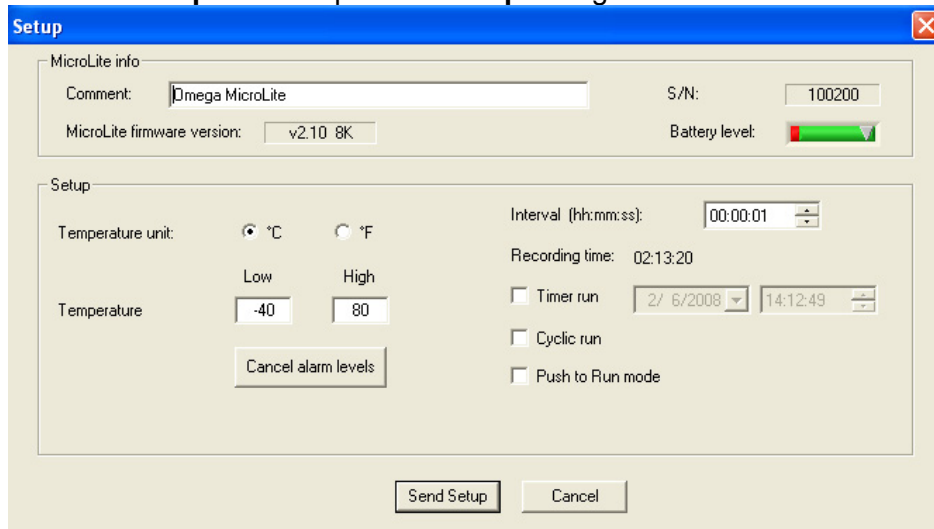 Setup
MicroLite info
Comment: Omega MicroLite S/N: 100200
MicroLite firmware version: v2.10 8K Battery level:
Setup
Temperature unit: °C °F Interval (hh:mm:ss): 00:00:01
Recording time: 02:13:20
Low High
Timer run 2/ 6/2008 14:12:49
Temperature -40 80
Cyclic run
Cancel alarm levels
Push to Run mode
Send Setup Cancel